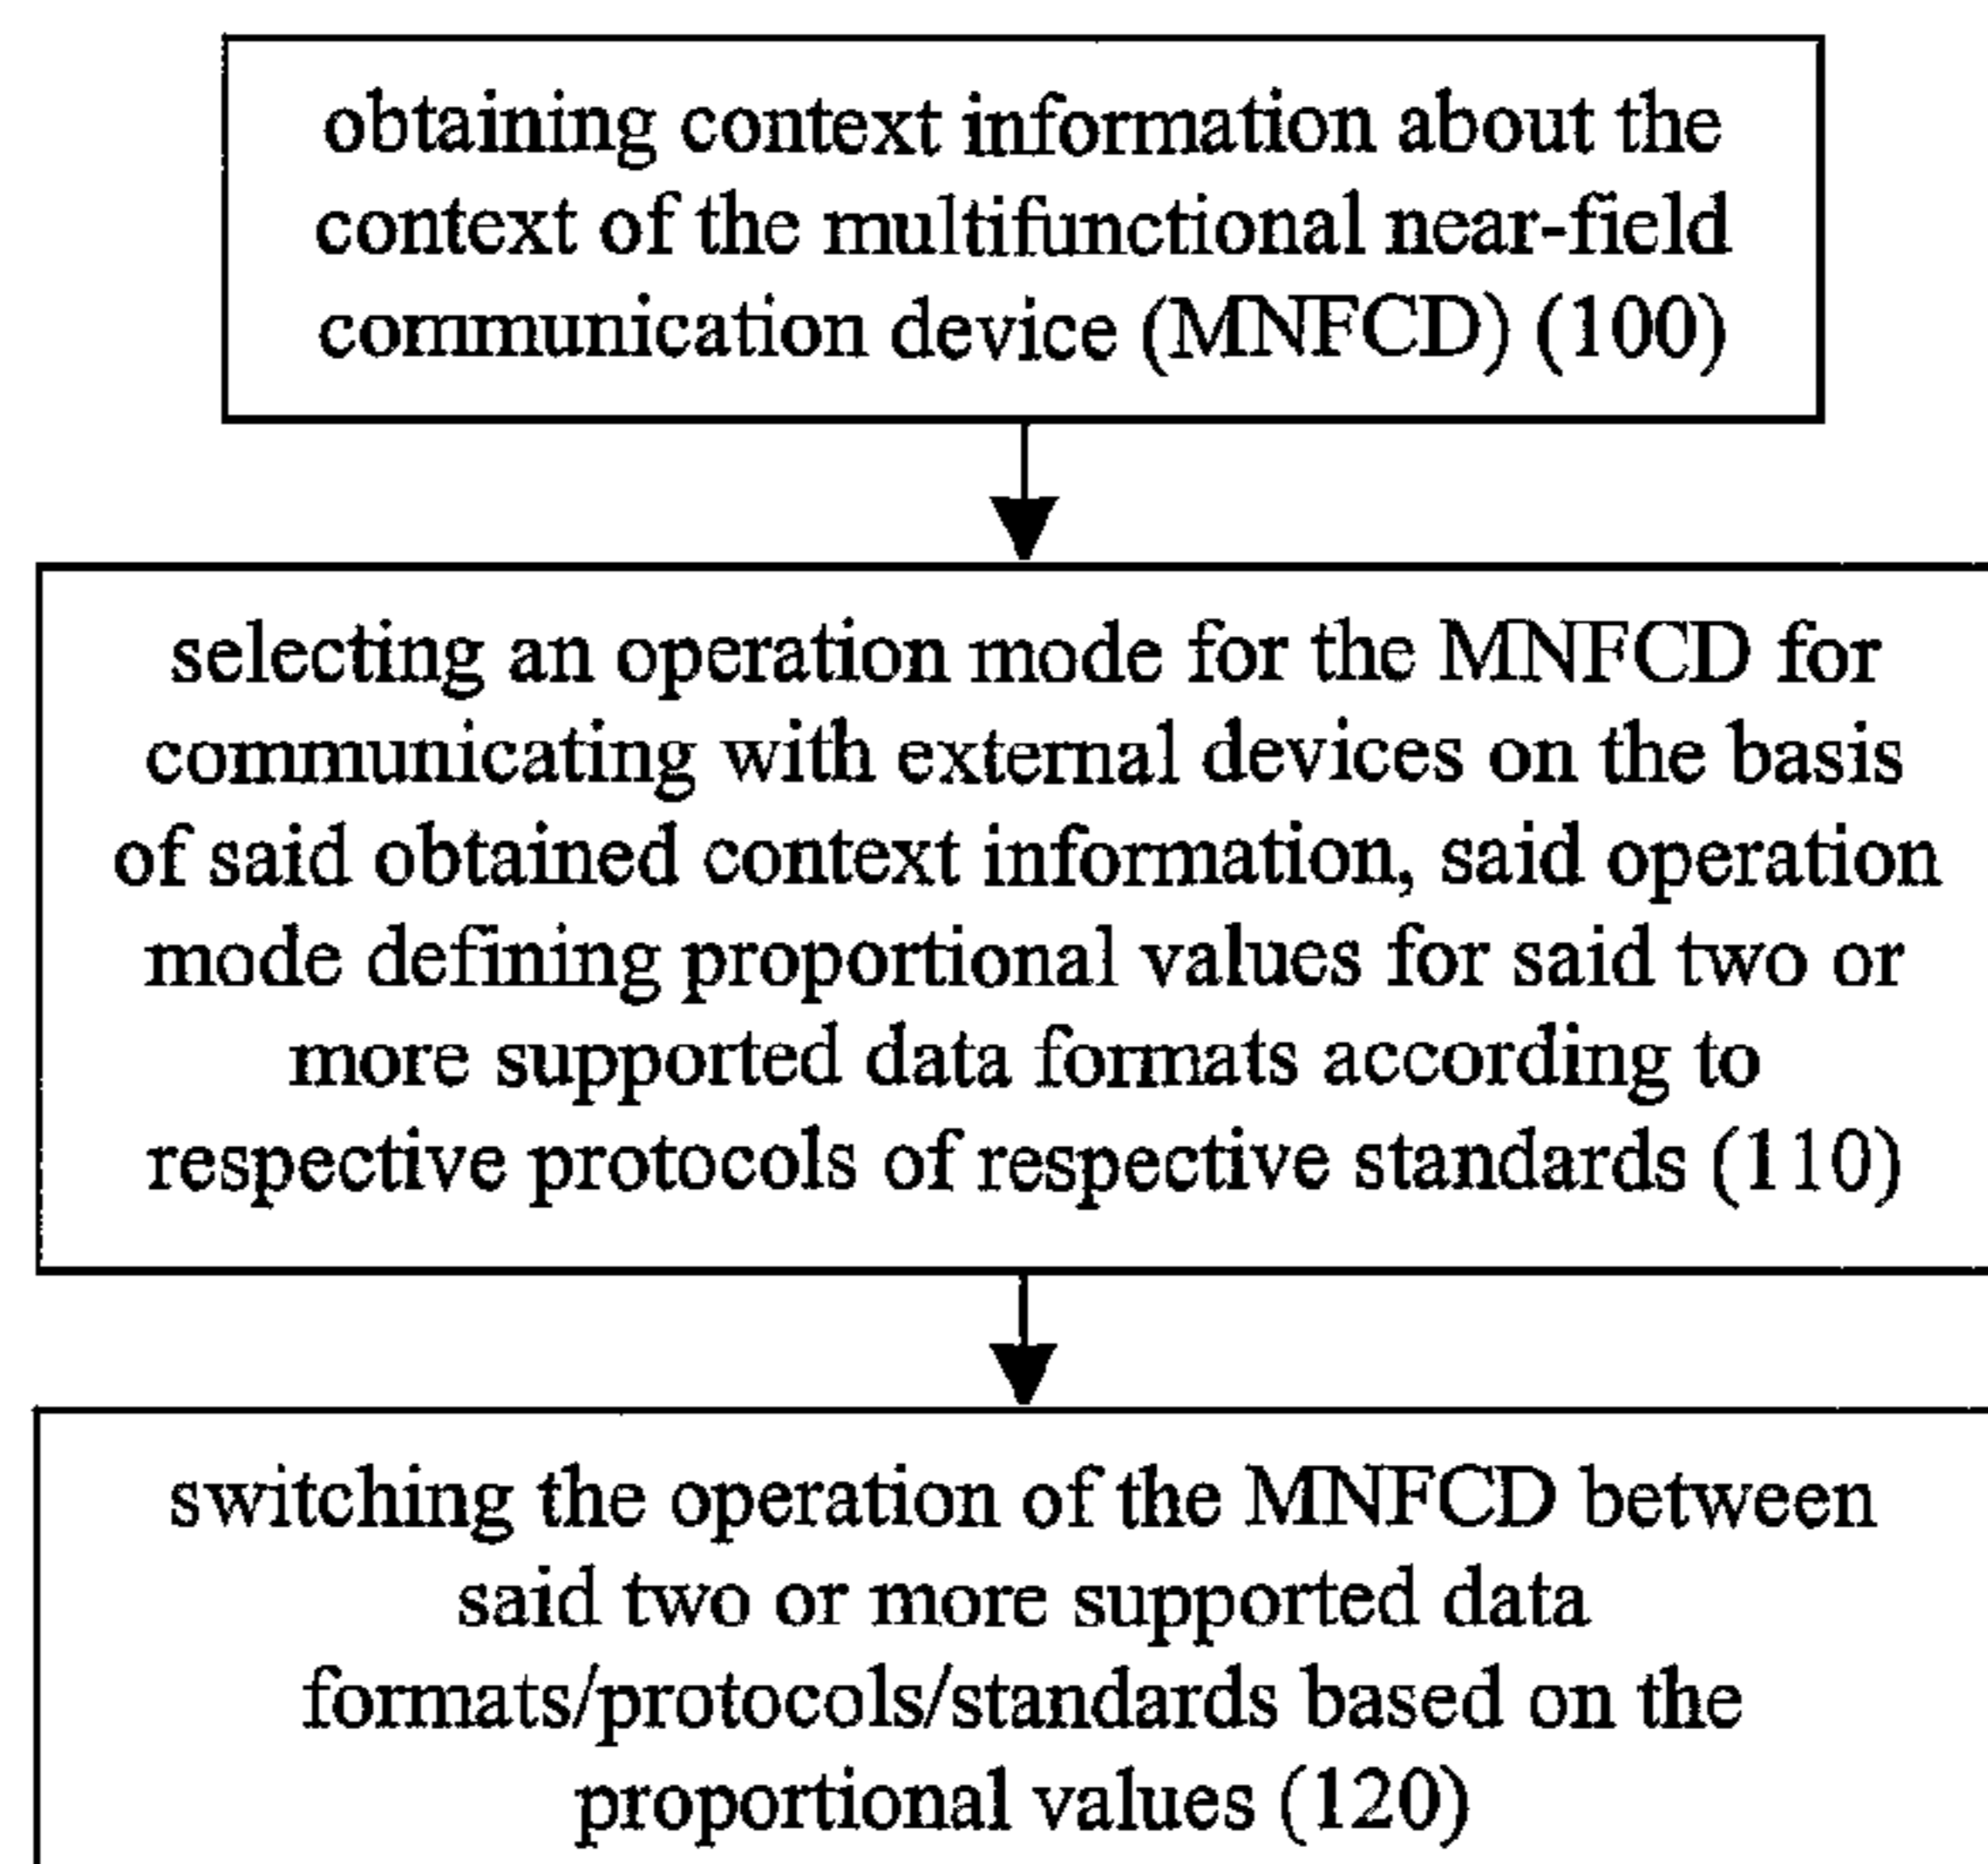 obtaining context information about the
context of the multifunctional near-field
communication device (MNFCD) (100)
selecting an operation mode for the MNFCD for
communicating with external devices on the basis
of said obtained context information, said operation
mode defining proportional values for said two or
more supported data formats according to
respective protocols of respective standards (110)
switching the operation of the MNFCD between
said two or more supported data
formats/protocols/standards based on the
proportional values (120)